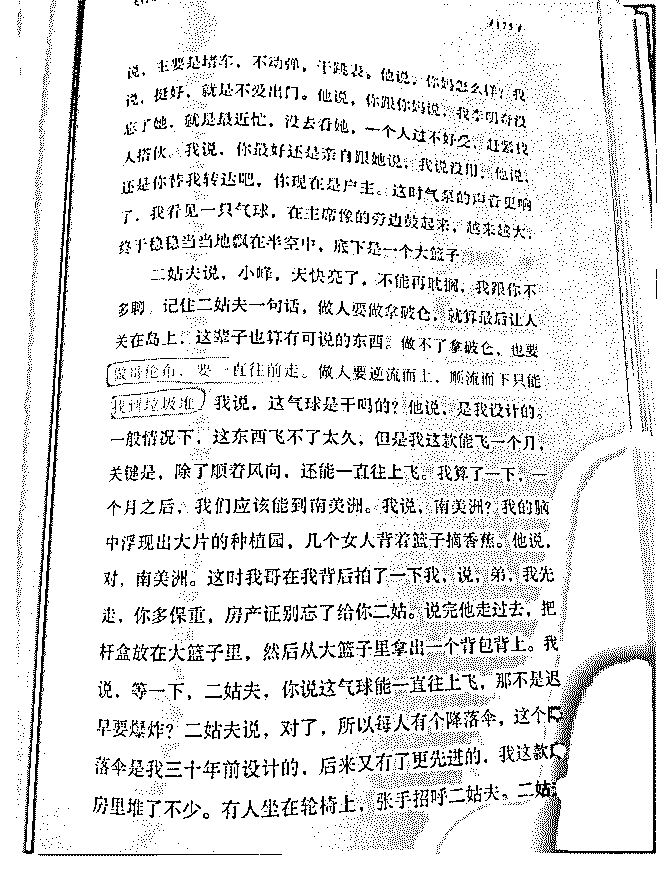 175
说，主要是堵车，不动弹，干跳表。他说，你妈怎么样？我
说，挺好，就是不爱出门。他说，你跟你妈说，我李明奇没
忘了她，就是最近忙，没去看她，一个人过不好受，赶紧找
人搭伙。我说，你最好还是亲自跟她说，我说没用。他说，
还是你替我转达吧，你现在是户主。这时气泵的声音更响
了，我看见一只气球，在主席像的旁边鼓起来，越来越大，
终于稳稳当当地飘在半空中，底下是一个大篮子。
二姑夫说，小峰，天快亮了，不能再耽搁，我跟你不
多聊，记住二姑夫一句话，做人要做拿破仑，就算最后让人
关在岛上，这辈子也算有可说的东西。做不了拿破仑，也要
做哥伦布，要一直往前走。做人要逆流而上，顺流而下只能
找到垃圾堆。我说，这气球是干吗的？他说，是我设计的。
一般情况下，这东西飞不了太久，但是我这款能飞一个月，
关键是，除了顺着风向，还能一直往上飞。我算了一下，一
个月之后，我们应该能到南美洲。我说，南美洲？我的脑
中浮现出大片的种植园，几个女人背着篮子摘香蕉。他说，
对，南美洲。这时我哥在我背后拍了一下我，说，弟，我先
走，你多保重，房产证别忘了给你二姑。说完他走过去，把
杆盒放在大篮子里，然后从大篮子里拿出一个背包背上。我
说，等一下，二姑夫，你说这气球能一直往上飞，那不是迟
早要爆炸？二姑夫说，对了，所以每人有个降落伞，这个
落伞是我三十年前设计的，后来又有了更先进的，我这款
房里堆了不少。有人坐在轮椅上，张手招呼二姑夫。二姑